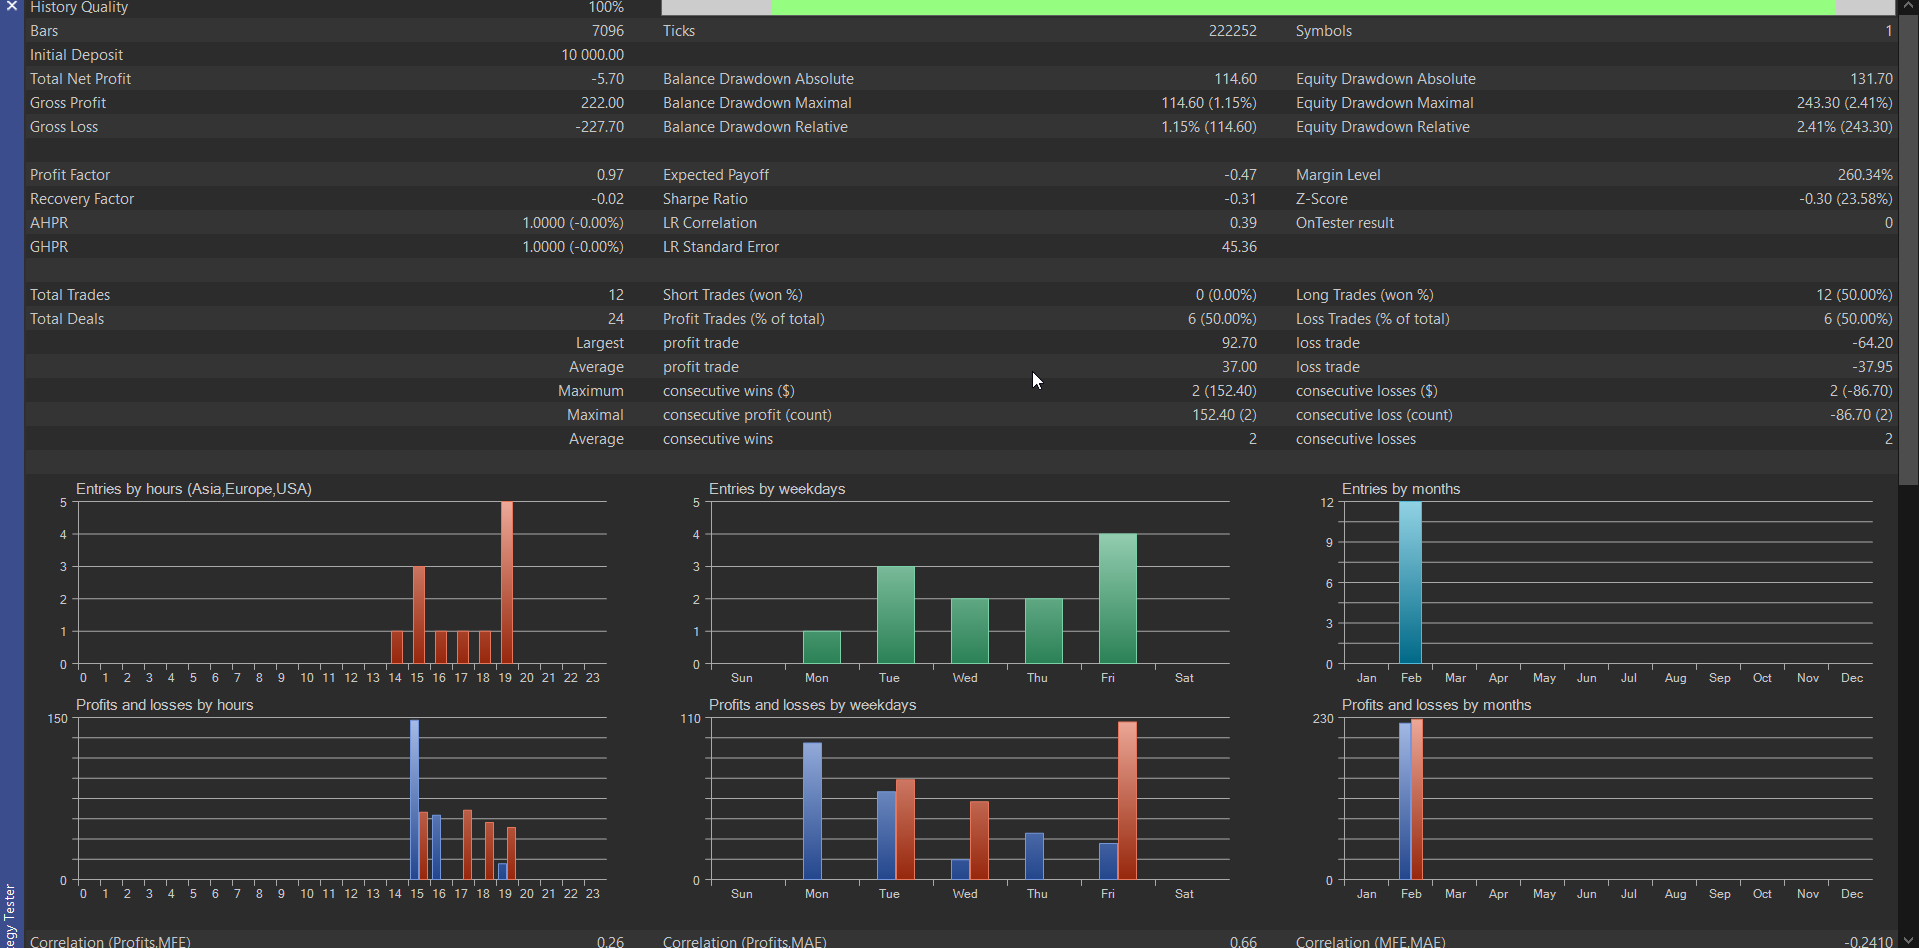 History Quality 100%
Bars 7096 Ticks 222252 Symbols 1
Initial Deposit 10 000.00
Total Net Profit -5.70 Balance Drawdown Absolute 114.60 Equity Drawdown Absolute 131.70
Gross Profit 222.00 Balance Drawdown Maximal 114.60 (1.15%) Equity Drawdown Maximal 243.30 (2.41%)
Gross Loss -227.70 Balance Drawdown Relative 1.15% (114.60) Equity Drawdown Relative 2.41% (243.30)
Profit Factor 0.97 Expected Payoff -0.47 Margin Level 260.34%
Recovery Factor -0.02 Sharpe Ratio -0.31 Z-Score -0.30 (23.58%)
AHPR 1.0000 (-0.00%) LR Correlation 0.39 OnTester result 0
GHPR 1.0000 (-0.00%) LR Standard Error 45.36
Total Trades 12 Short Trades (won %) 0 (0.00%) Long Trades (won %) 12 (50.00%)
Total Deals 24 Profit Trades (% of total) 6 (50.00%) Loss Trades (% of total) 6 (50.00%)
Largest profit trade 92.70 loss trade -64.20
Average profit trade 37.00 loss trade -37.95
Maximum consecutive wins ($) 2 (152.40) consecutive losses ($) 2 (-86.70)
Maximal consecutive profit (count) 152.40 (2) consecutive loss (count) -86.70 (2)
Average consecutive wins 2 consecutive losses 2
Entries by hours (Asia,Europe,USA)
5
4
3
2
1
0
0 1 2 3 4 5 6 7 8 9 10 11 12 13 14 15 16 17 18 19 20 21 22 23
Entries by weekdays
5
4
3
2
1
0
Sun Mon Tue Wed Thu Fri Sat
Entries by months
12
9
6
3
0
Jan Feb Mar Apr May Jun Jul Aug Sep Oct Nov Dec
Profits and losses by hours
150
0
0 1 2 3 4 5 6 7 8 9 10 11 12 13 14 15 16 17 18 19 20 21 22 23
Profits and losses by weekdays
110
0
Sun Mon Tue Wed Thu Fri Sat
Profits and losses by months
230
0
Jan Feb Mar Apr May Jun Jul Aug Sep Oct Nov Dec
Correlation (Profits,MFE) 0.26 Correlation (Profits,MAE) 0.66 Correlation (MFE,MAE) -0.2410
tegy Tester